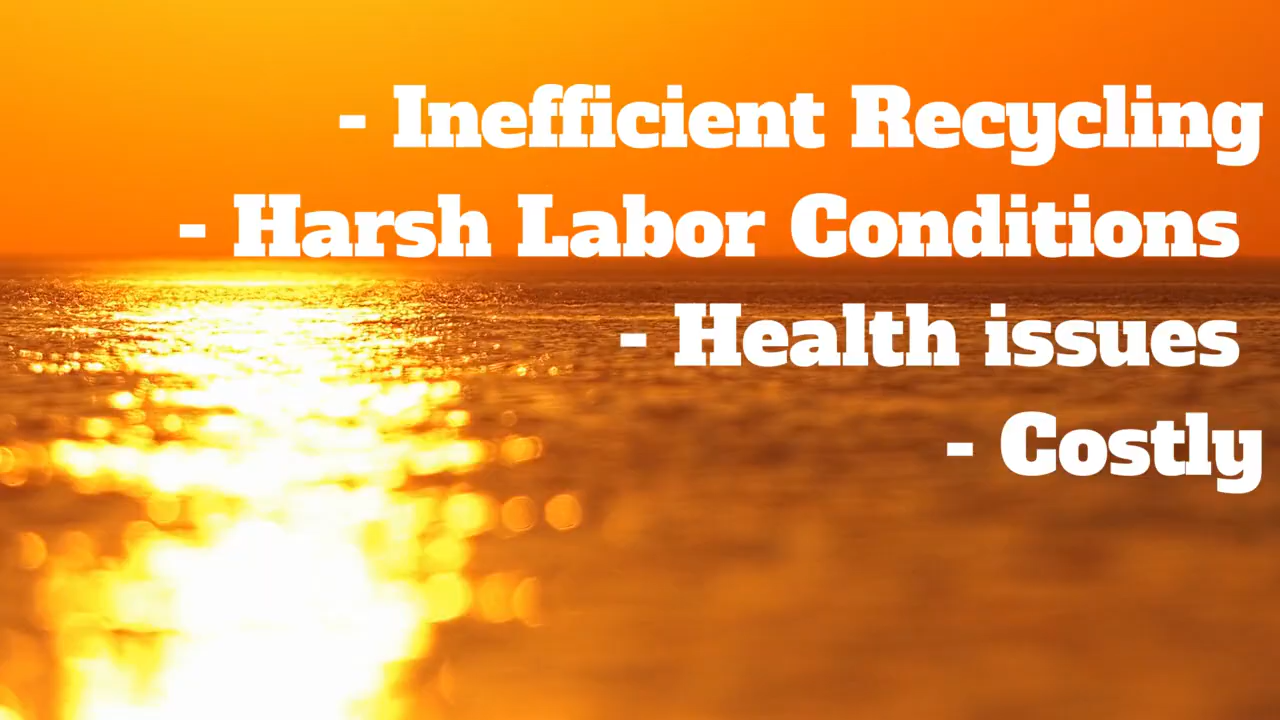 - Inefficient Recycling
- Harsh Labor Conditions
- Health issues
- Costly